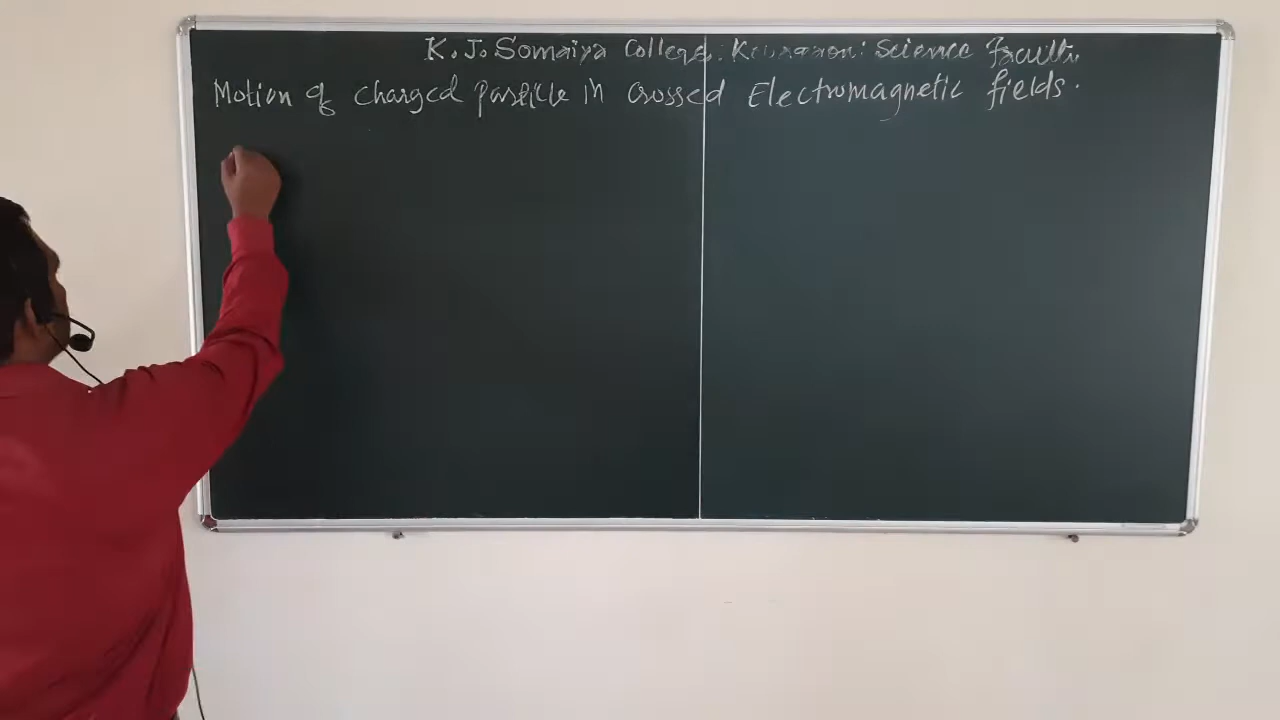 K. J. Somaiya College: Kopargaon: Science Faculty
Motion of charged particle in crossed Electromagnetic fields.